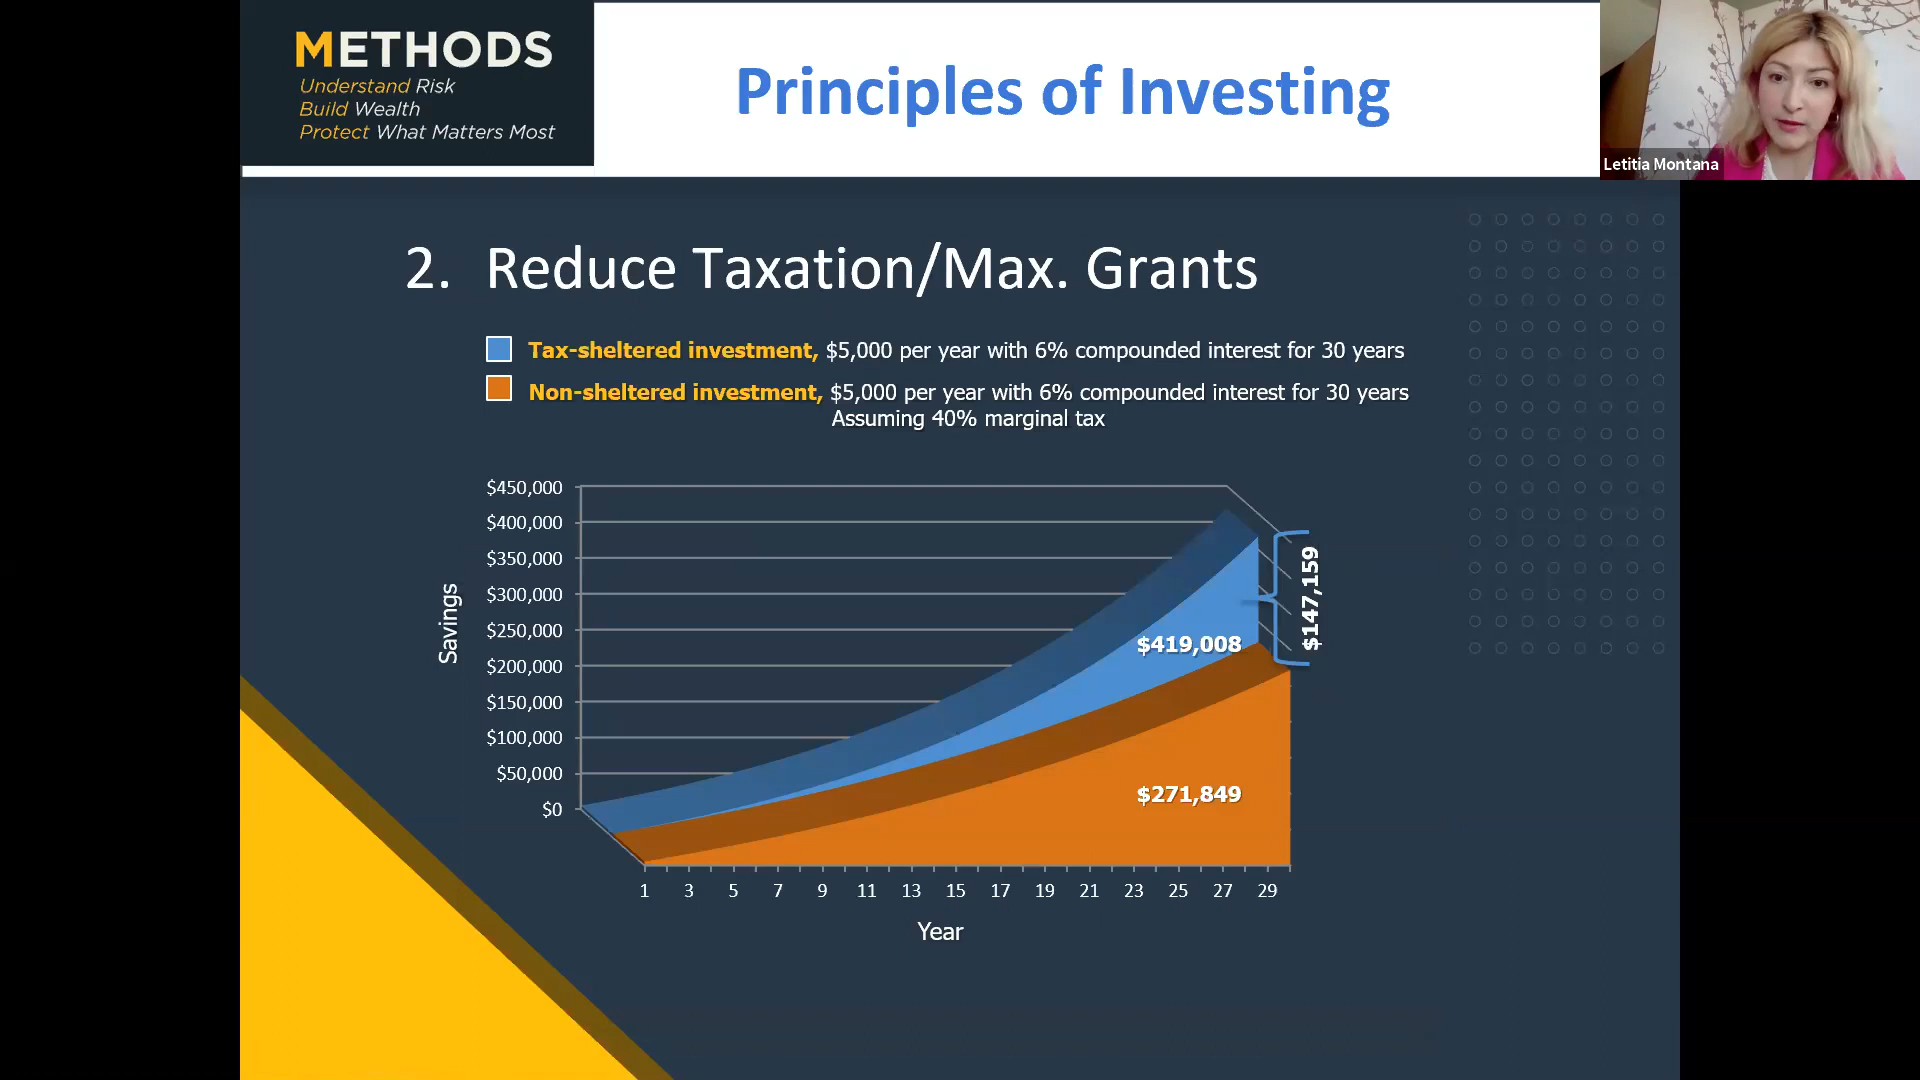 METHODS
Understand Risk
Build Wealth
Protect What Matters Most
Principles of Investing
Letitia Montana
2. Reduce Taxation/Max. Grants
Tax-sheltered investment, $5,000 per year with 6% compounded interest for 30 years
Non-sheltered investment, $5,000 per year with 6% compounded interest for 30 years
Assuming 40% marginal tax
Savings
$450,000
$400,000
$350,000
$300,000
$250,000
$200,000
$150,000
$100,000
$50,000
$0
$419,008
$147,159
$271,849
1 3 5 7 9 11 13 15 17 19 21 23 25 27 29
Year